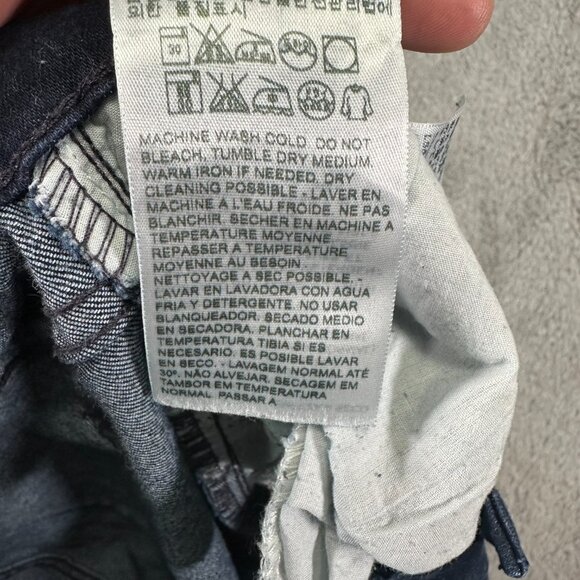 30
MACHINE WASH COLD. DO NOT
BLEACH, TUMBLE DRY MEDIUM.
WARM IRON IF NEEDED. DRY
CLEANING POSSIBLE - LAVER EN
MACHINE A L'EAU FROIDE. NE PAS
BLANCHIR. SECHER EN MACHINE A
TEMPERATURE MOYENNE
REPASSER A TEMPERATURE
MOYENNE AU BESOIN
NETTOYAGE A SEC POSSIBLE. -
LAVAR EN LAVADORA CON AGUA
FRIA Y DETERGENTE. NO USAR
BLANQUEADOR. SECADO MEDIO
EN SECADORA. PLANCHAR EN
TEMPERATURA TIBIA SI ES
NECESARIO. ES POSIBLE LAVAR
EN SECO. - LAVAGEM NORMAL ATÉ
30º. NÃO ALVEJAR. SECAGEM EM
TAMBOR EM TEMPERATURA
NORMAL PASSAR A